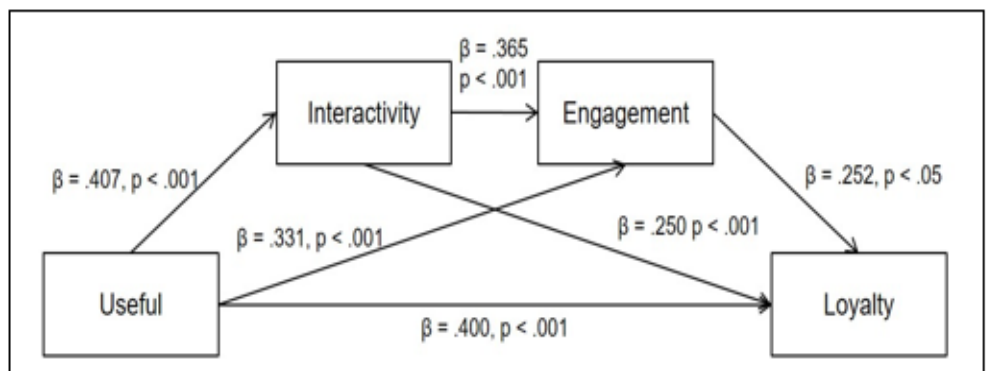 β = .365
p < .001
Interactivity
Engagement
β = .407, p < .001
β = .252, p < .05
β = .331, p < .001
β = .250 p < .001
Useful
Loyalty
β = .400, p < .001